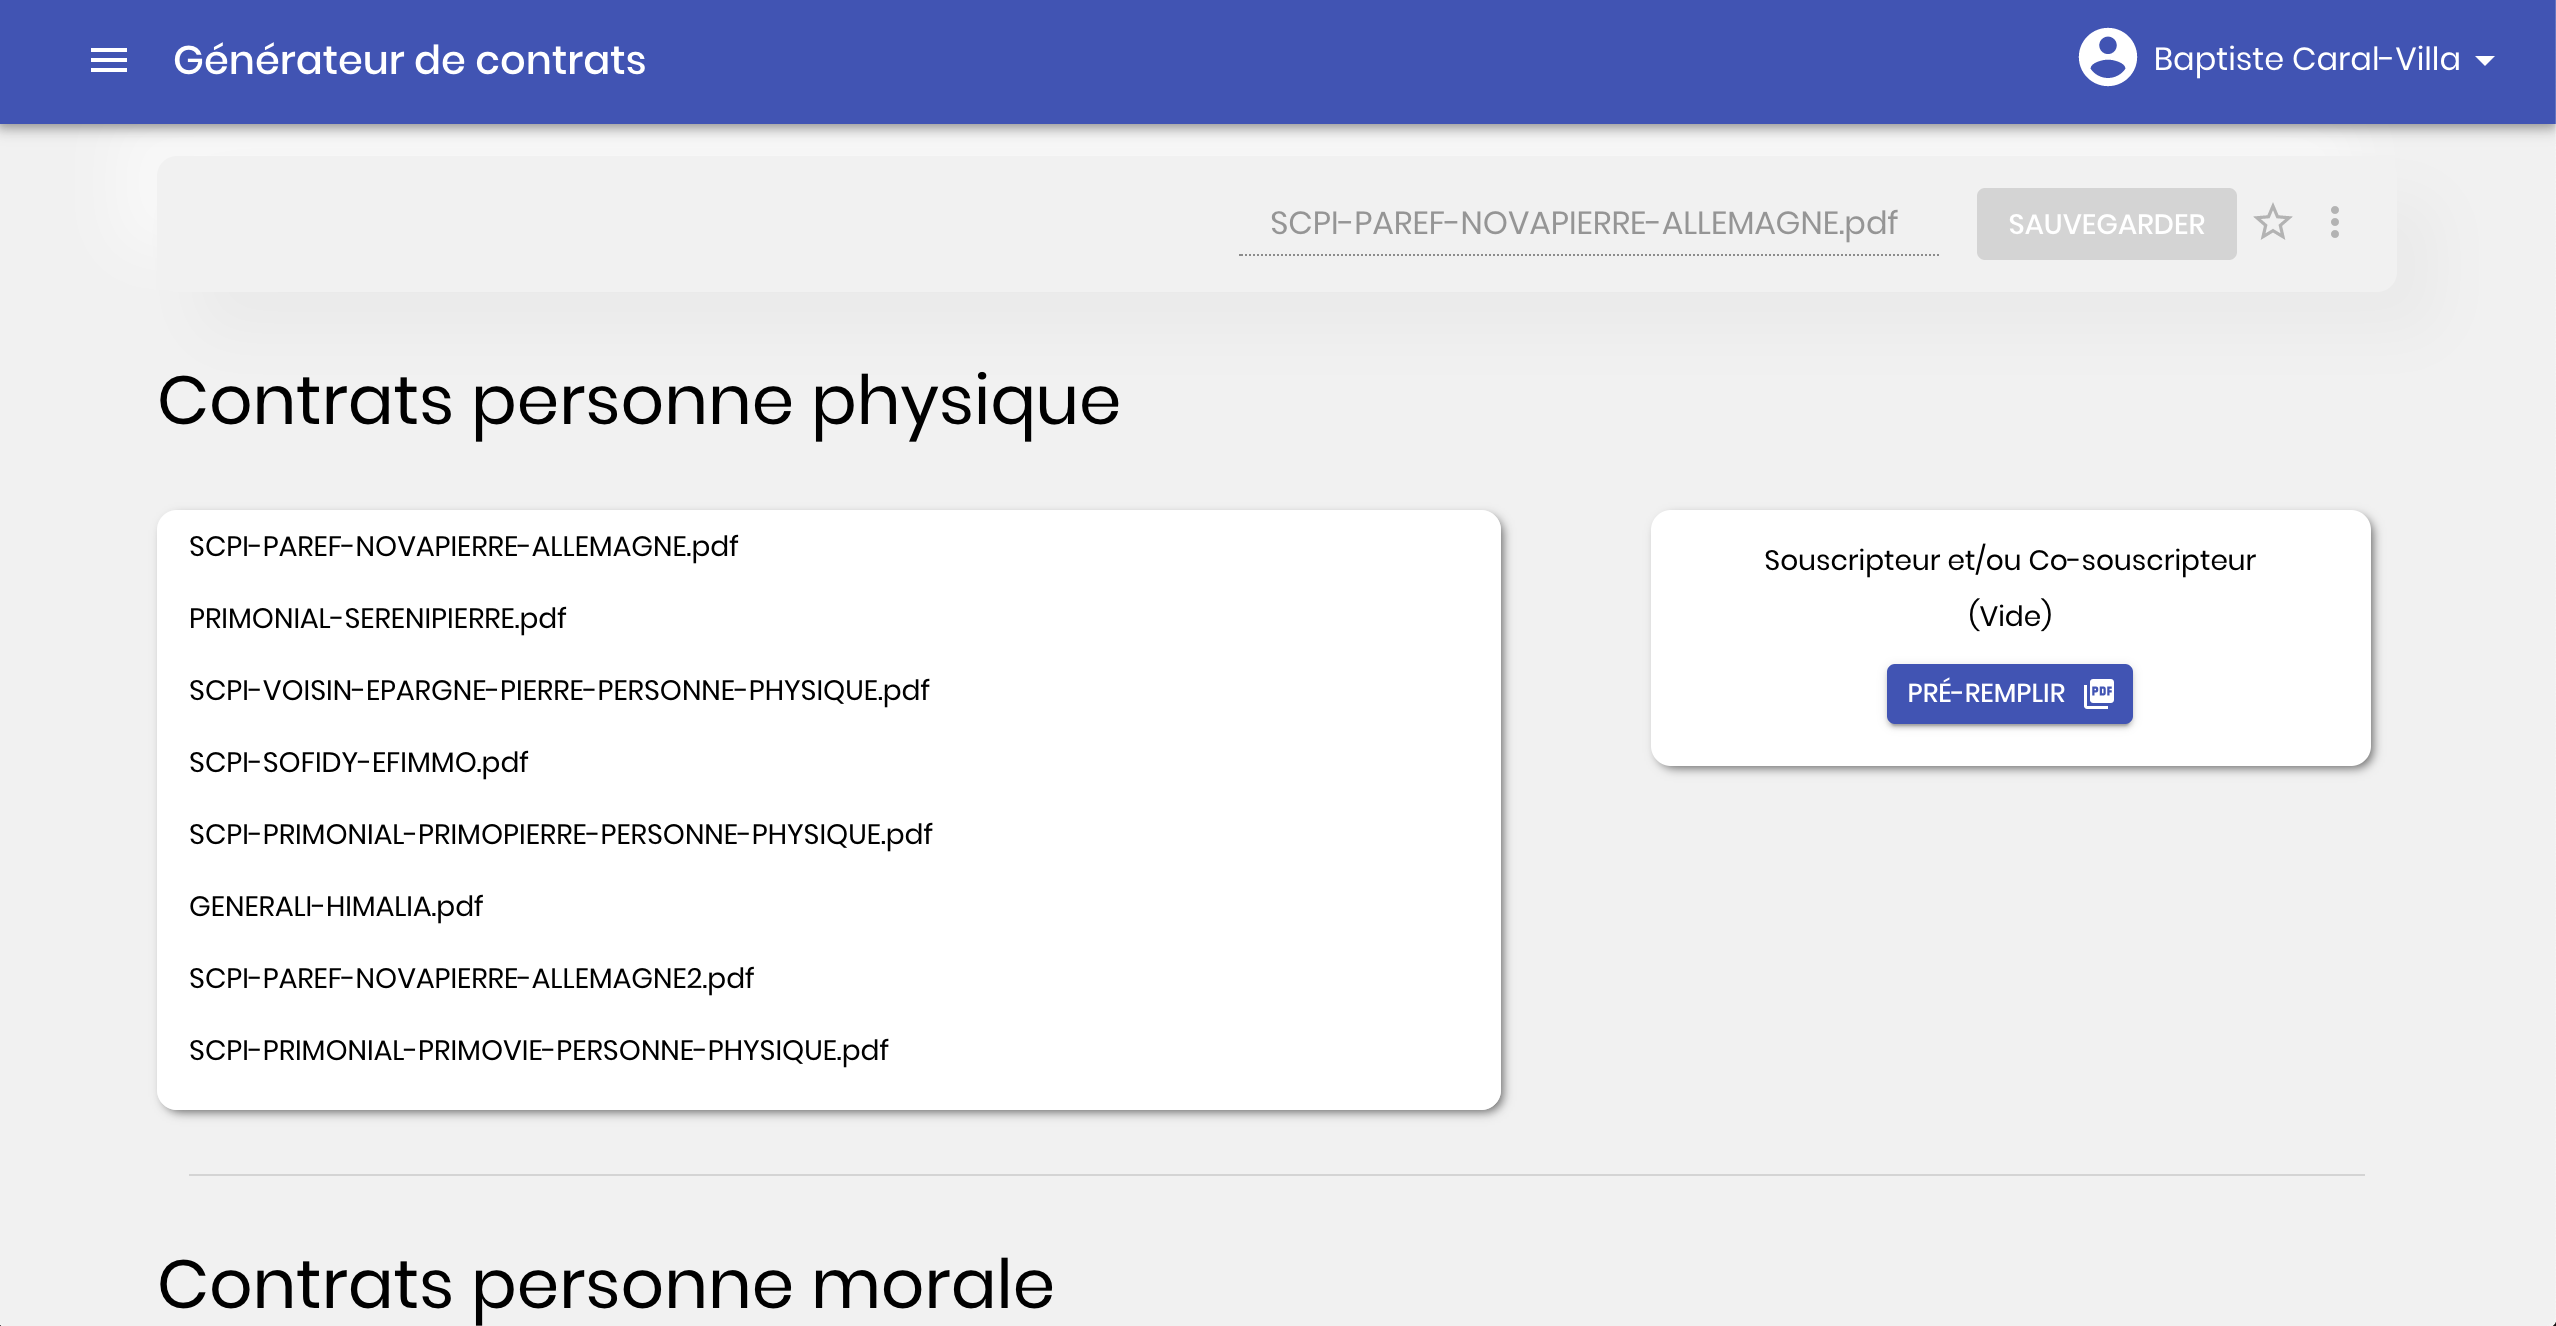 Générateur de contrats
Baptiste Caral-Villa
SCPI-PAREF-NOVAPIERRE-ALLEMAGNE.pdf
SAUVEGARDER
Contrats personne physique
SCPI-PAREF-NOVAPIERRE-ALLEMAGNE.pdf
PRIMONIAL-SERENIPIERRE.pdf
SCPI-VOISIN-EPARGNE-PIERRE-PERSONNE-PHYSIQUE.pdf
SCPI-SOFIDY-EFIMMO.pdf
SCPI-PRIMONIAL-PRIMOPIERRE-PERSONNE-PHYSIQUE.pdf
GENERALI-HIMALIA.pdf
SCPI-PAREF-NOVAPIERRE-ALLEMAGNE2.pdf
SCPI-PRIMONIAL-PRIMOVIE-PERSONNE-PHYSIQUE.pdf
Souscripteur et/ou Co-souscripteur
(Vide)
PRÉ-REMPLIR PDF
Contrats personne morale